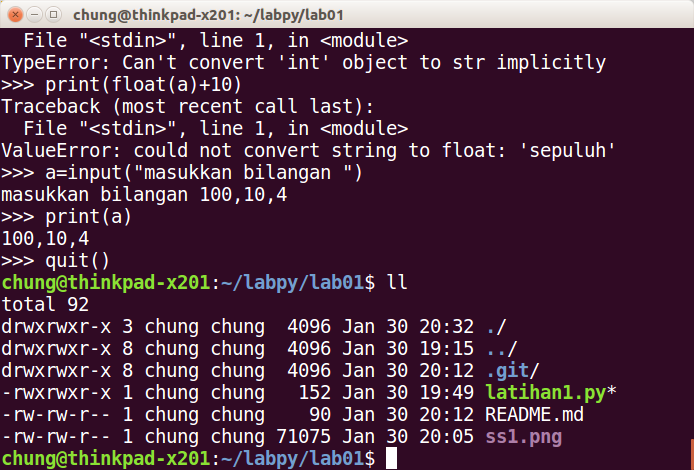 chung@thinkpad-x201: ~/labpy/lab01
  File "<stdin>", line 1, in <module>
TypeError: Can't convert 'int' object to str implicitly
>>> print(float(a)+10)
Traceback (most recent call last):
  File "<stdin>", line 1, in <module>
ValueError: could not convert string to float: 'sepuluh'
>>> a=input("masukkan bilangan ")
masukkan bilangan 100,10,4
>>> print(a)
100,10,4
>>> quit()
chung@thinkpad-x201:~/labpy/lab01$ ll
total 92
drwxrwxr-x 3 chung chung  4096 Jan 30 20:32 ./
drwxrwxr-x 8 chung chung  4096 Jan 30 19:15 ../
drwxrwxr-x 8 chung chung  4096 Jan 30 20:12 .git/
-rwxrwxr-x 1 chung chung   152 Jan 30 19:49 latihan1.py*
-rw-rw-r-- 1 chung chung    90 Jan 30 20:12 README.md
-rw-rw-r-- 1 chung chung 71075 Jan 30 20:05 ss1.png
chung@thinkpad-x201:~/labpy/lab01$